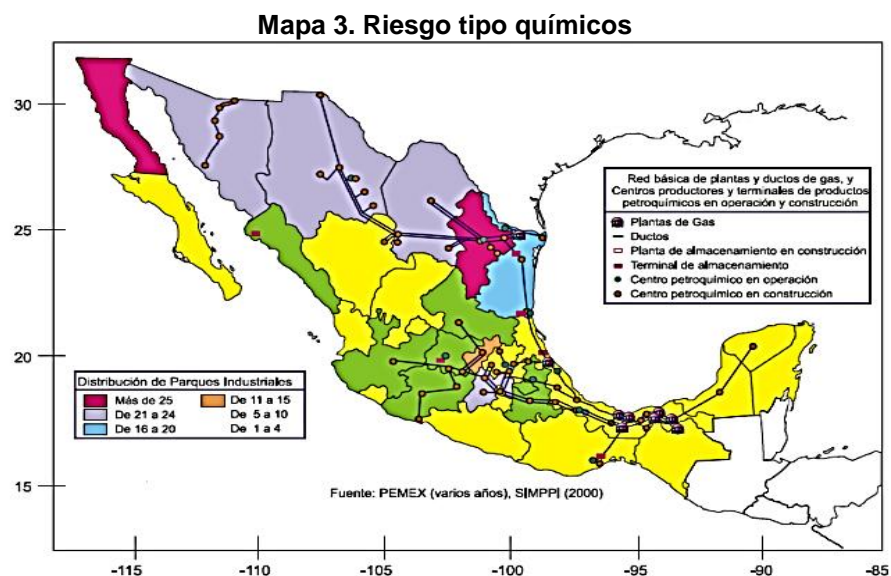 Mapa 3. Riesgo tipo químicos
Red básica de plantas y ductos de gas, y
Centros productores y terminales de productos
petroquímicos en operación y construcción
Plantas de Gas
Ductos
Planta de almacenamiento en construcción
Terminal de almacenamiento
Centro petroquímico en operación
Centro petroquímico en construcción
Distribución de Parques Industriales
Más de 25
De 11 a 15
De 21 a 24
De 5 a 10
De 16 a 20
De 1 a 4
Fuente: PEMEX (varios años), SIMPPI (2000)
30
25
20
15
-115
-110
-105
-100
-95
-90
-85